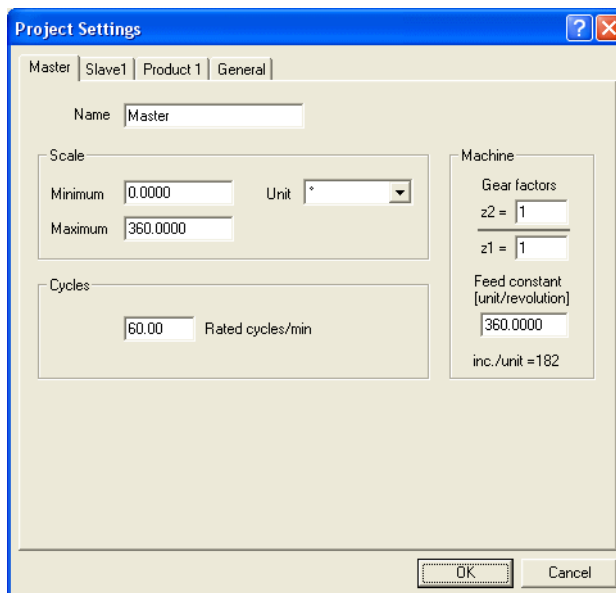 Project Settings
Master Slave1 Product 1 General
Name Master
Scale
Minimum 0.0000 Unit °
Maximum 360.0000
Cycles
60.00 Rated cycles/min
Machine
Gear factors
z2 = 1
z1 = 1
Feed constant
[unit/revolution]
360.0000
inc./unit =182
OK Cancel